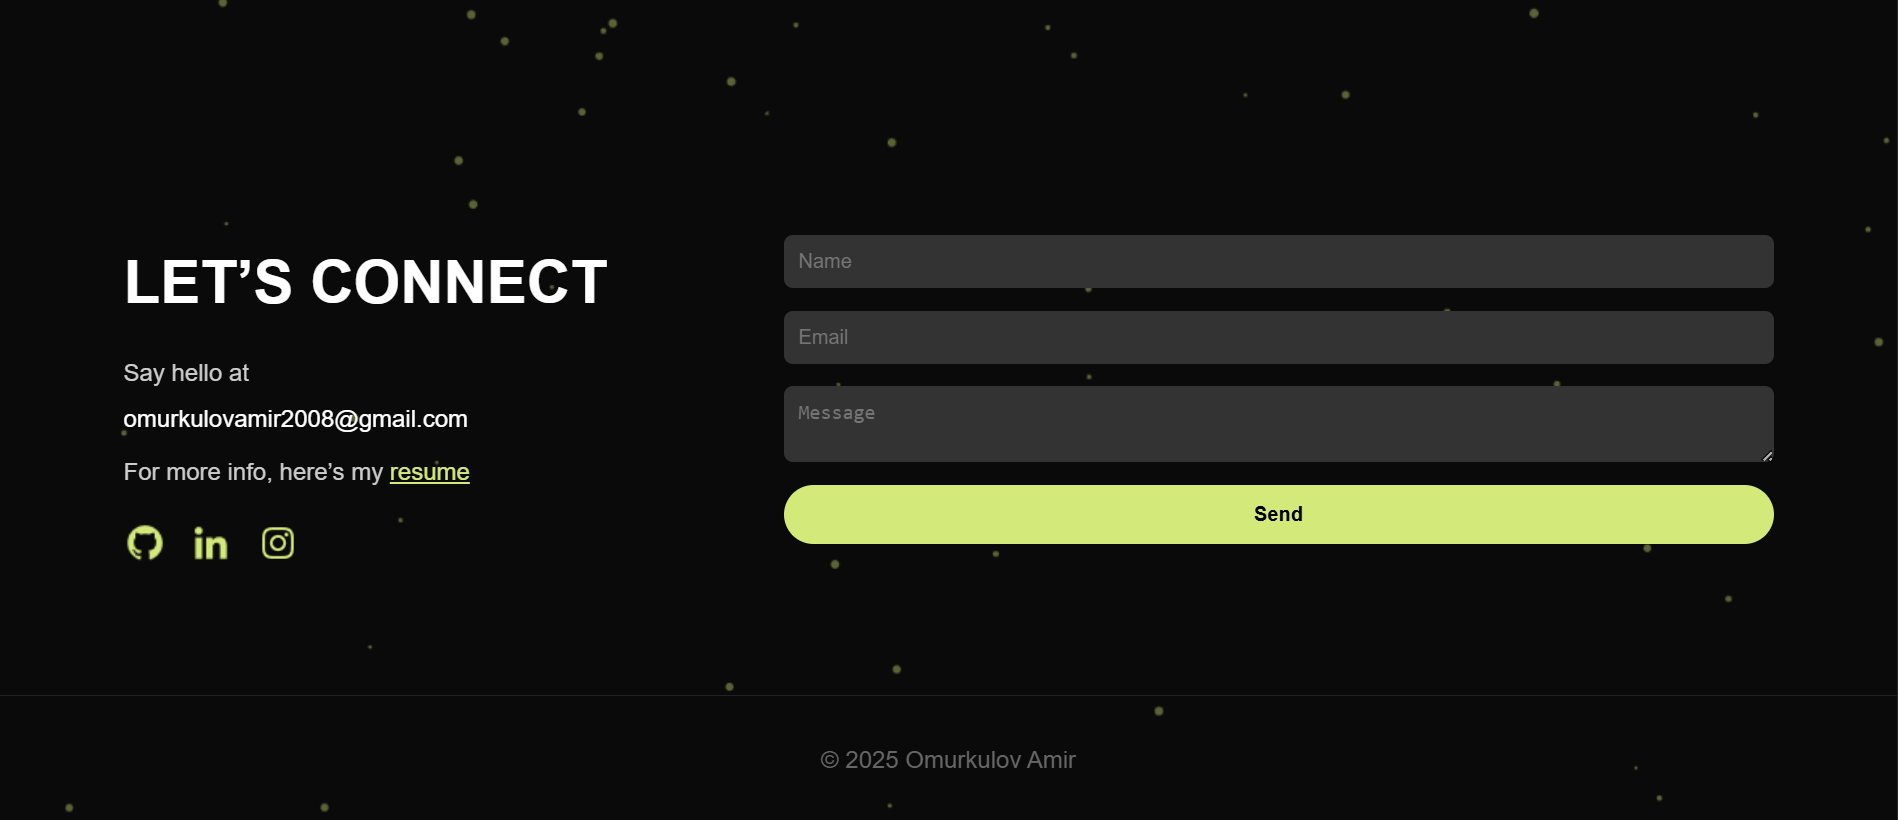 LET’S CONNECT
Say hello at
omurkulovamir2008@gmail.com
For more info, here’s my resume
Name
Email
Message
Send
© 2025 Omurkulov Amir